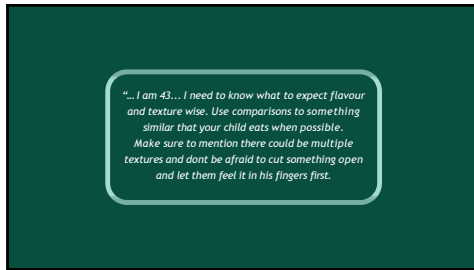 “... I am 43... I need to know what to expect flavour
and texture wise. Use comparisons to something
similar that your child eats when possible.
Make sure to mention there could be multiple
textures and dont be afraid to cut something open
and let them feel it in his fingers first.